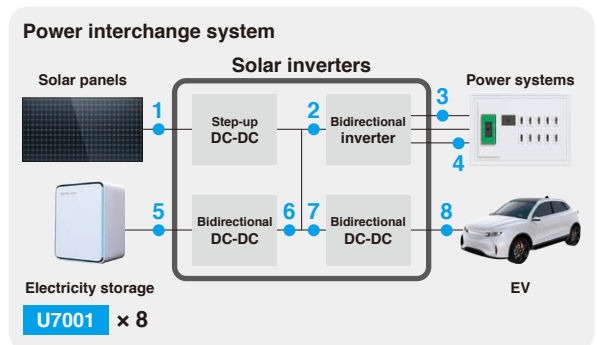 Power interchange system
Solar inverters
Solar panels
Power systems
1
Step-up
DC-DC
2
Bidirectional
inverter
3
4
5
Bidirectional
DC-DC
6
7
Bidirectional
DC-DC
8
Electricity storage
EV
U7001 × 8